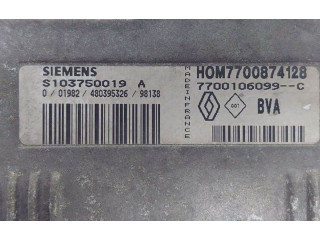 SIEMENS
S103750019 A
0 / 01982 / 480395326 / 98138
MADE IN FRANCE
HOM7700874128
7700106099--C
BVA